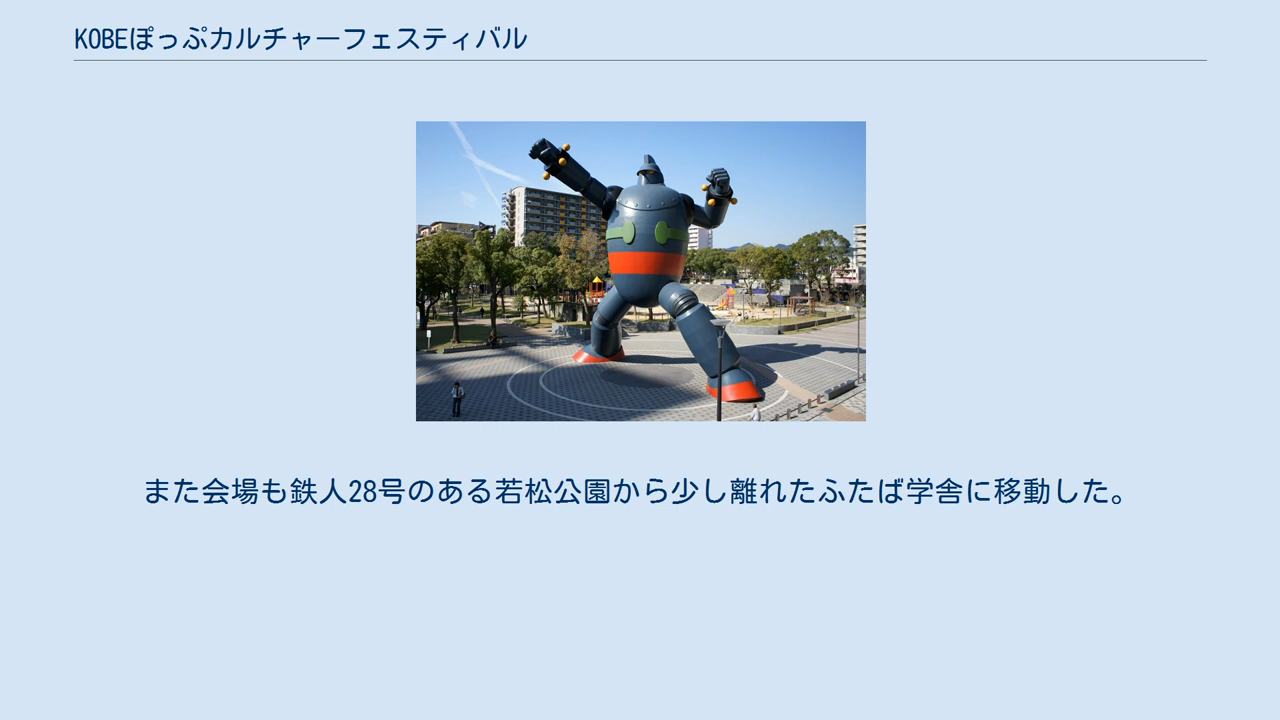 KOBEぽっぷカルチャーフェスティバル
また会場も鉄人28号のある若松公園から少し離れたふたば学舎に移動した。